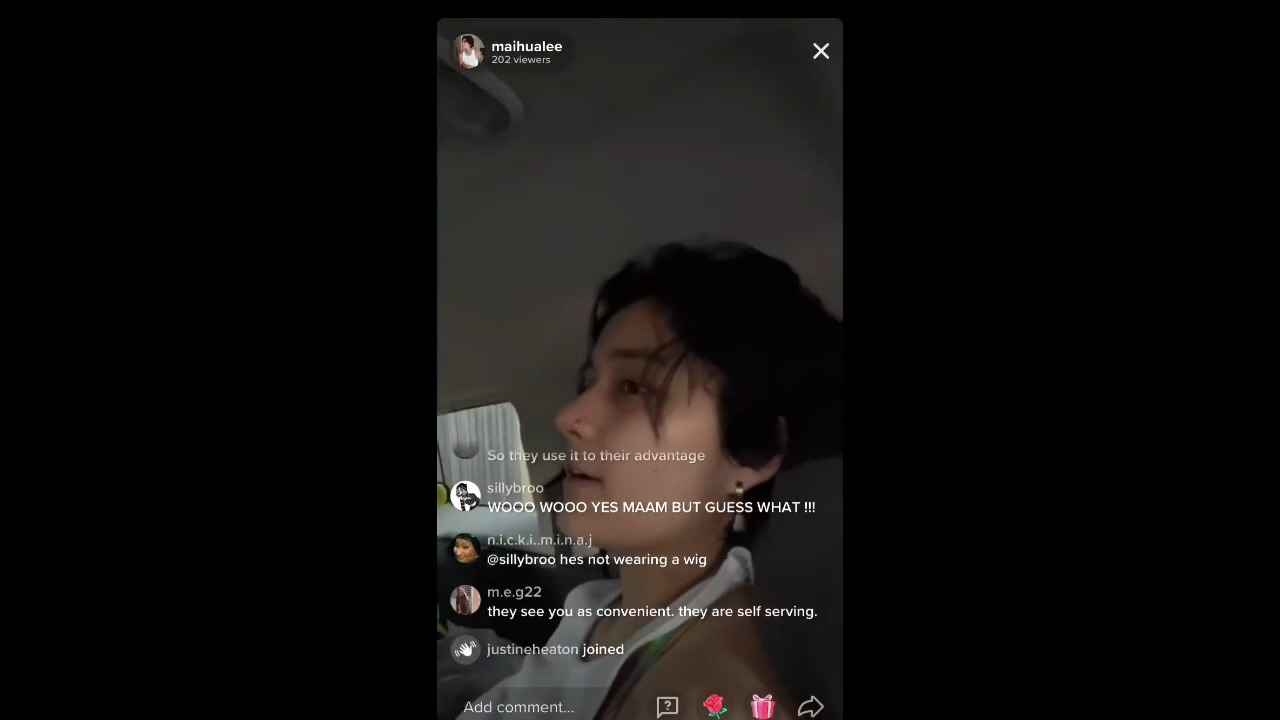 maihualee
202 viewers
So they use it to their advantage
sillybroo
WOOO WOOO YES MAAM BUT GUESS WHAT !!!
n.i.c.k.i..m.i.n.a.j
@sillybroo hes not wearing a wig
m.e.g22
they see you as convenient. they are self serving.
justineheaton joined
Add comment...
?